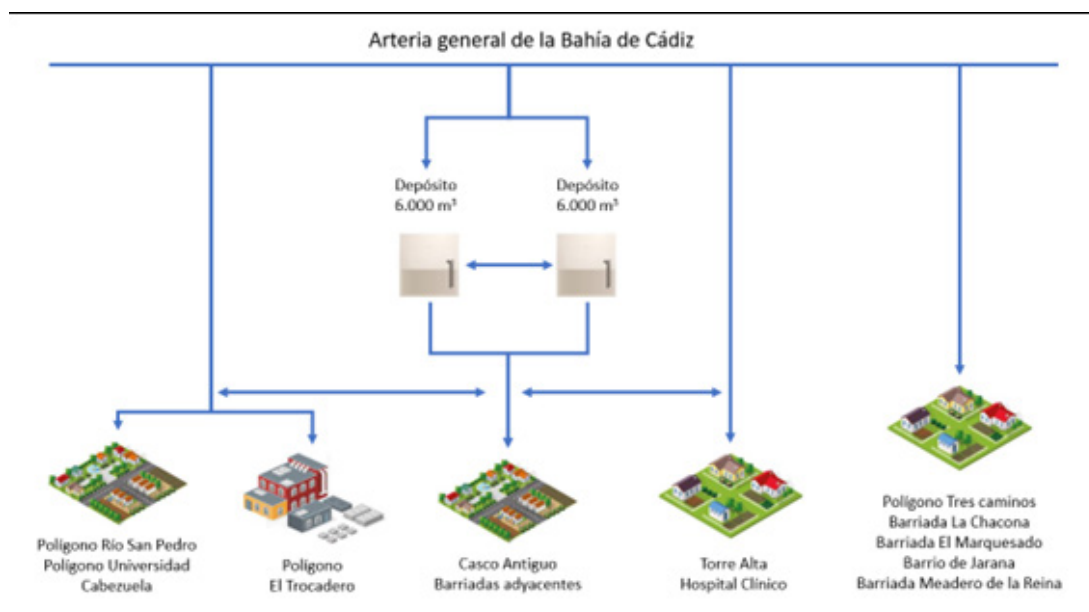 Arteria general de la Bahía de Cádiz
Depósito
6.000 m³
Depósito
6.000 m³
Polígono Río San Pedro
Polígono Universidad
Cabezuela
Polígono
El Trocadero
Casco Antiguo
Barriadas adyacentes
Torre Alta
Hospital Clínico
Polígono Tres caminos
Barriada La Chacona
Barriada El Marquesado
Barrio de Jarana
Barriada Meadero de la Reina